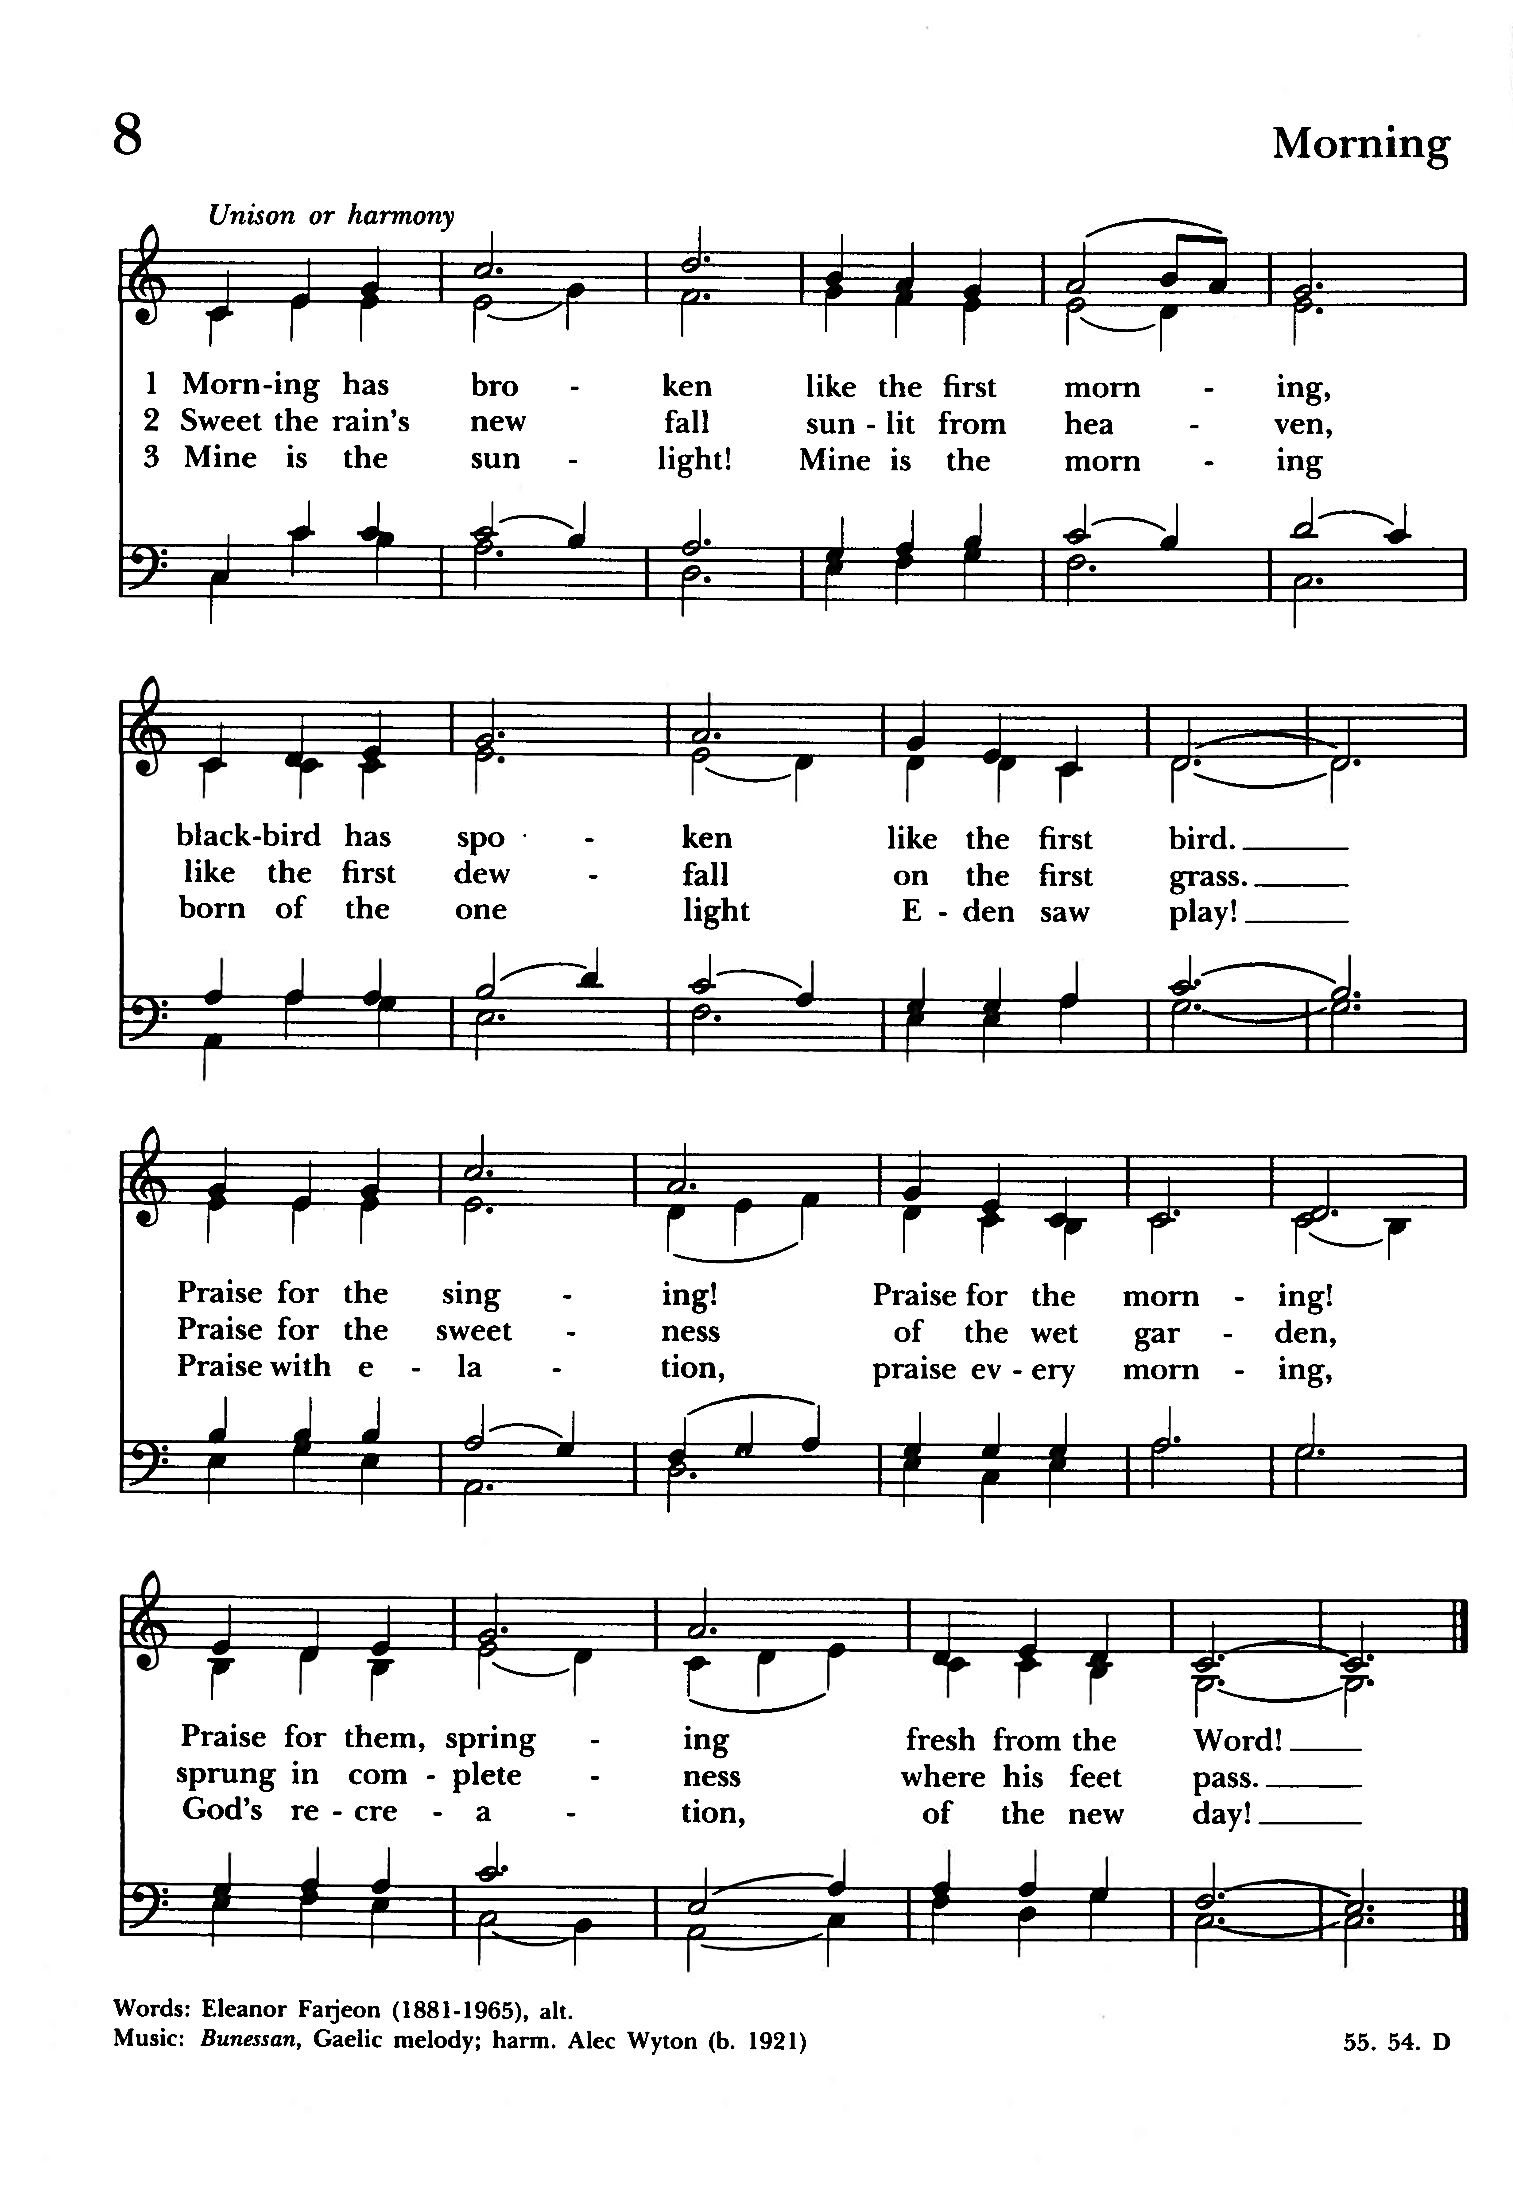 8
Morning
Unison or harmony
1 Morn-ing has bro - ken like the first morn - ing,
2 Sweet the rain's new fall sun - lit from hea - ven,
3 Mine is the sun - light! Mine is the morn - ing
black-bird has spo - ken like the first bird.
like the first dew - fall on the first grass.
born of the one light E - den saw play!
Praise for the sing - ing! Praise for the morn - ing!
Praise for the sweet - ness of the wet gar - den,
Praise with e - la - tion, praise ev - ery morn - ing,
Praise for them, spring - ing fresh from the Word!
sprung in com - plete - ness where his feet pass.
God's re - cre - a - tion, of the new day!
Words: Eleanor Farjeon (1881-1965), alt.
Music: Bunessan, Gaelic melody; harm. Alec Wyton (b. 1921)
55. 54. D